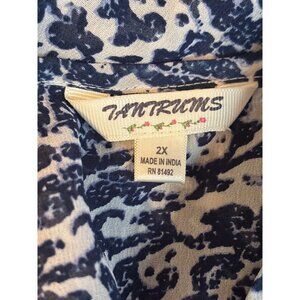 TANTRUMS
2X
MADE IN INDIA
RN 81492